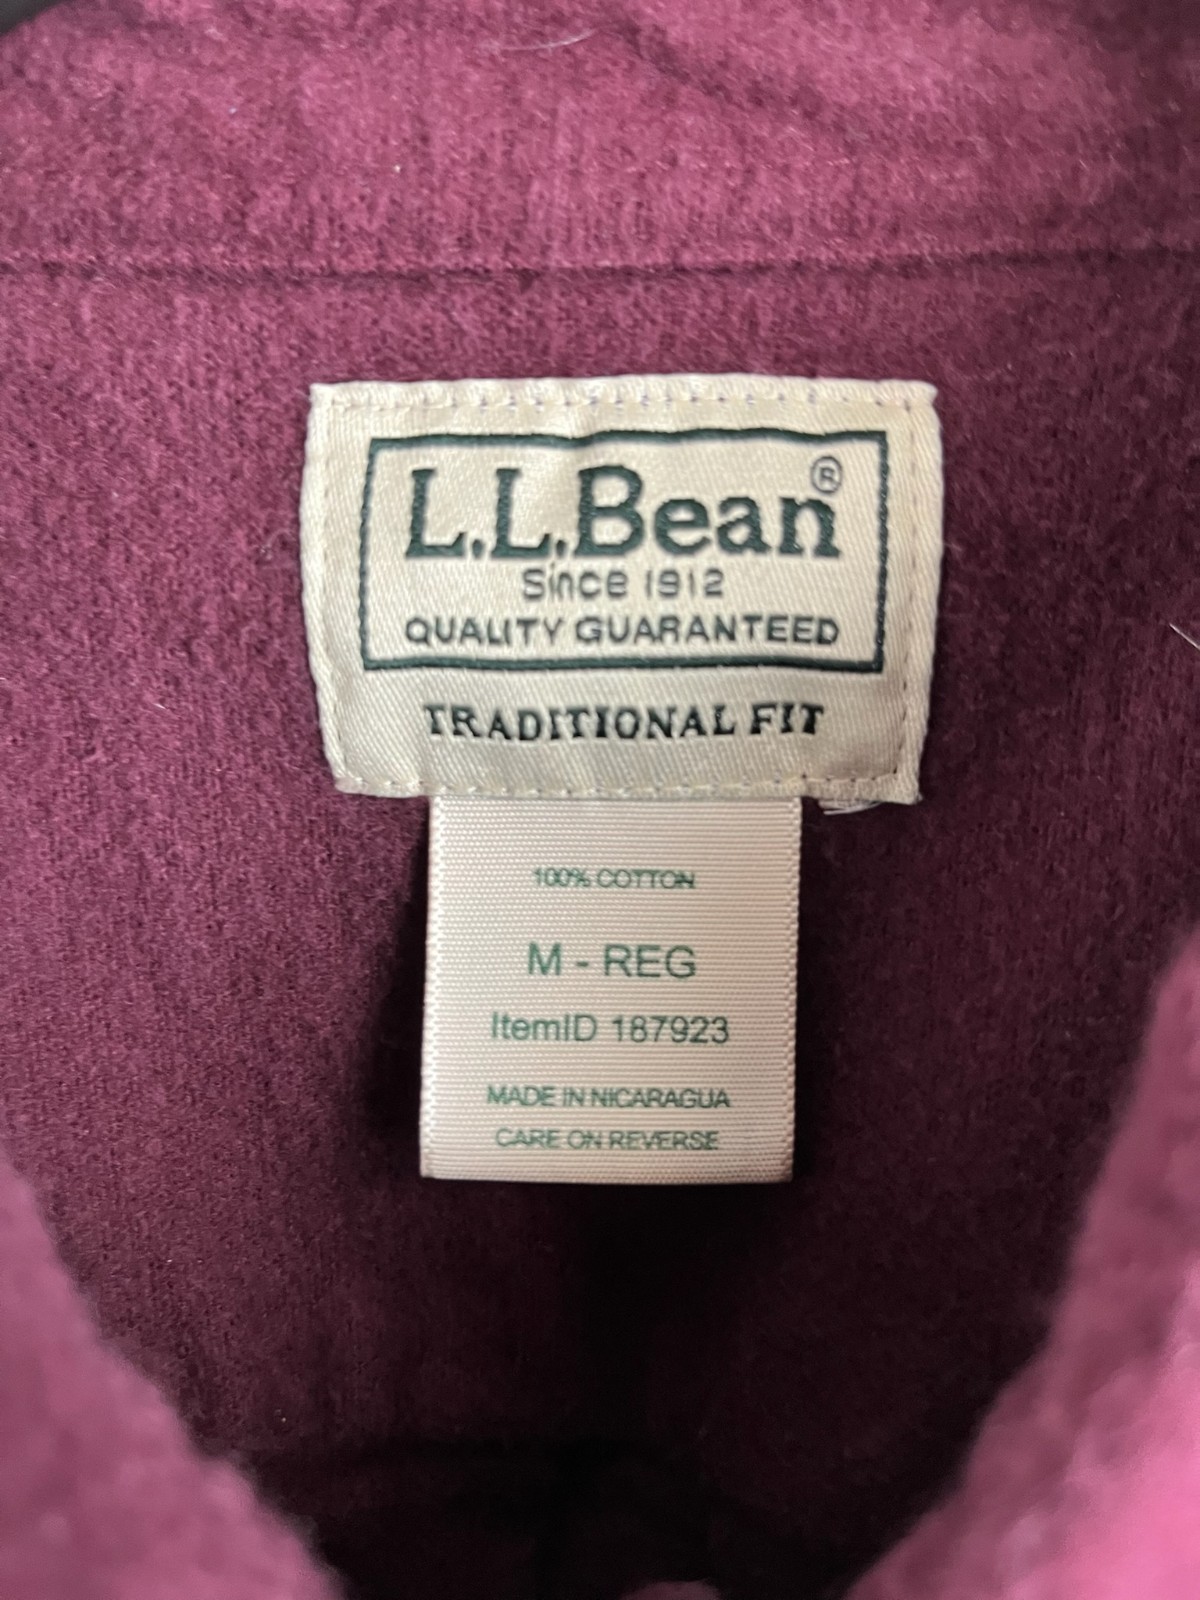 L.L.Bean®
Since 1912
QUALITY GUARANTEED
TRADITIONAL FIT
100% COTTON
M - REG
ItemID 187923
MADE IN NICARAGUA
CARE ON REVERSE